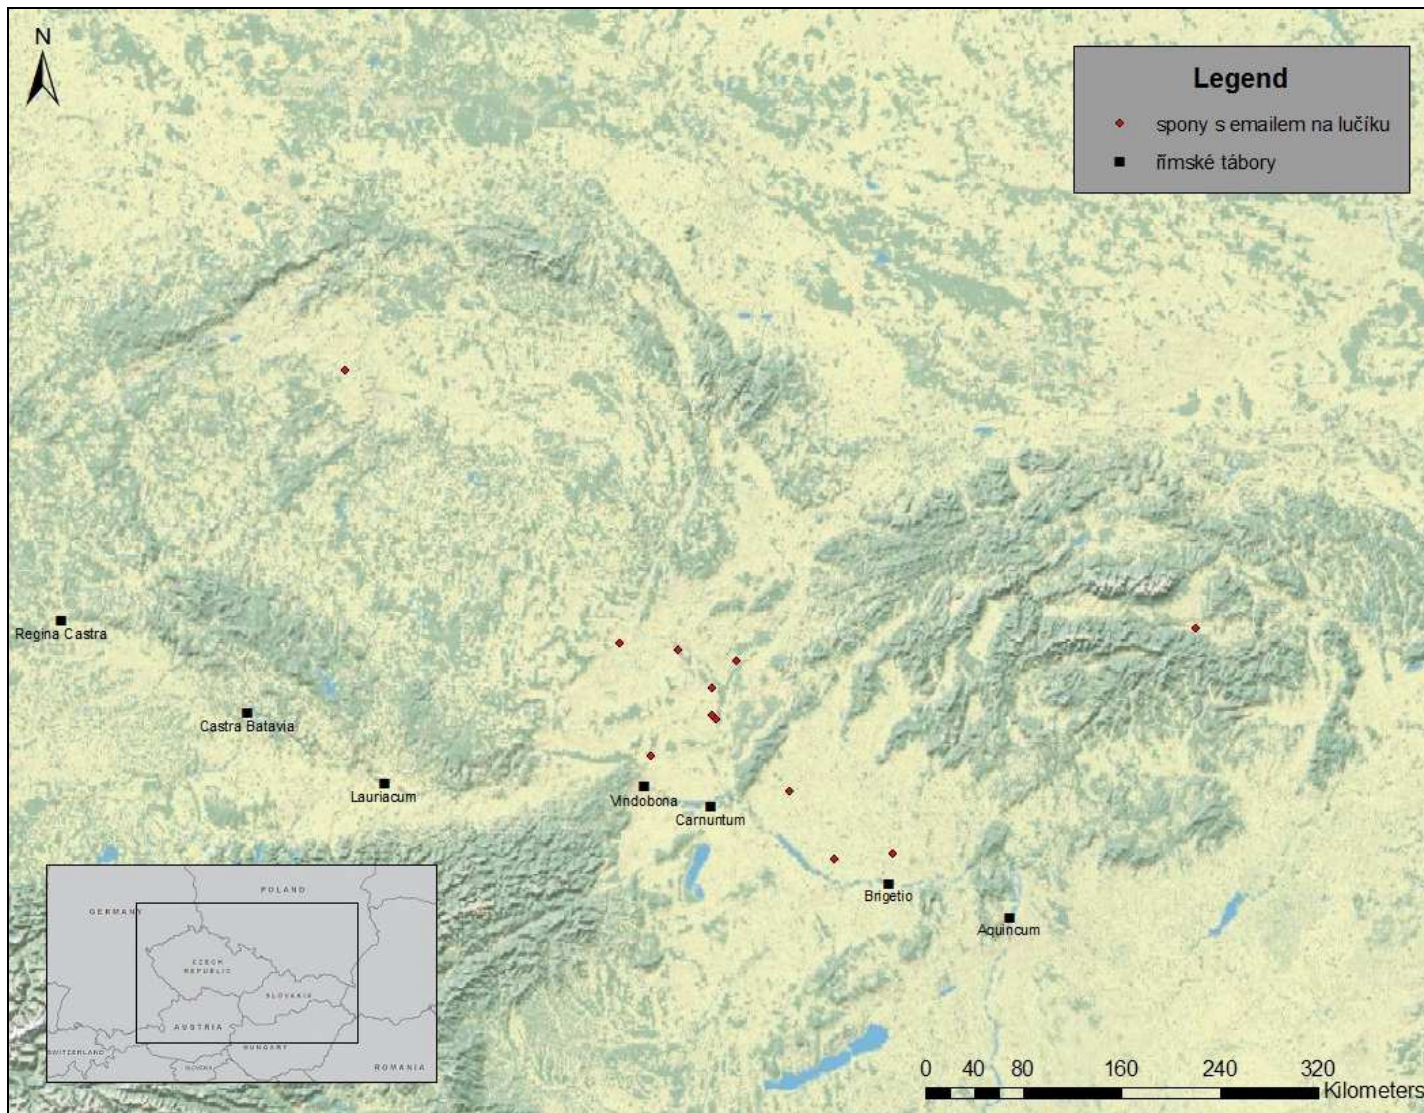 N
Legend
spony s emailem na lučíku
římské tábory
Regina Castra
Castra Batavia
Lauriacum
Vindobona
Carnuntum
Brigetio
Aquincum
POLAND
GERMANY
CZECH
REPUBLIC
SLOVAKIA
AUSTRIA
HUNGARY
SWITZERLAND
SLOVENIA
ROMANIA
0 40 80 160 240 320
Kilometers